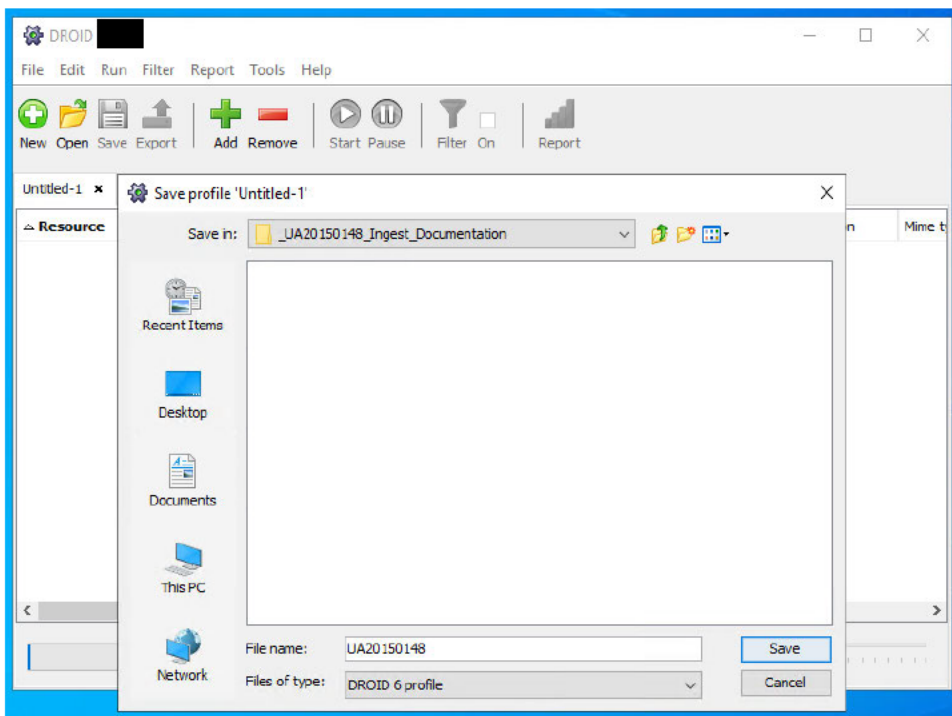 DROID
File Edit Run Filter Report Tools Help
New Open Save Export Add Remove Start Pause Filter On Report
Untitled-1
Save profile 'Untitled-1'
Resource
Mime
Save in: _UA20150148_Ingest_Documentation
Recent Items
Desktop
Documents
This PC
Network
File name: UA20150148 Save
Files of type: DROID 6 profile Cancel